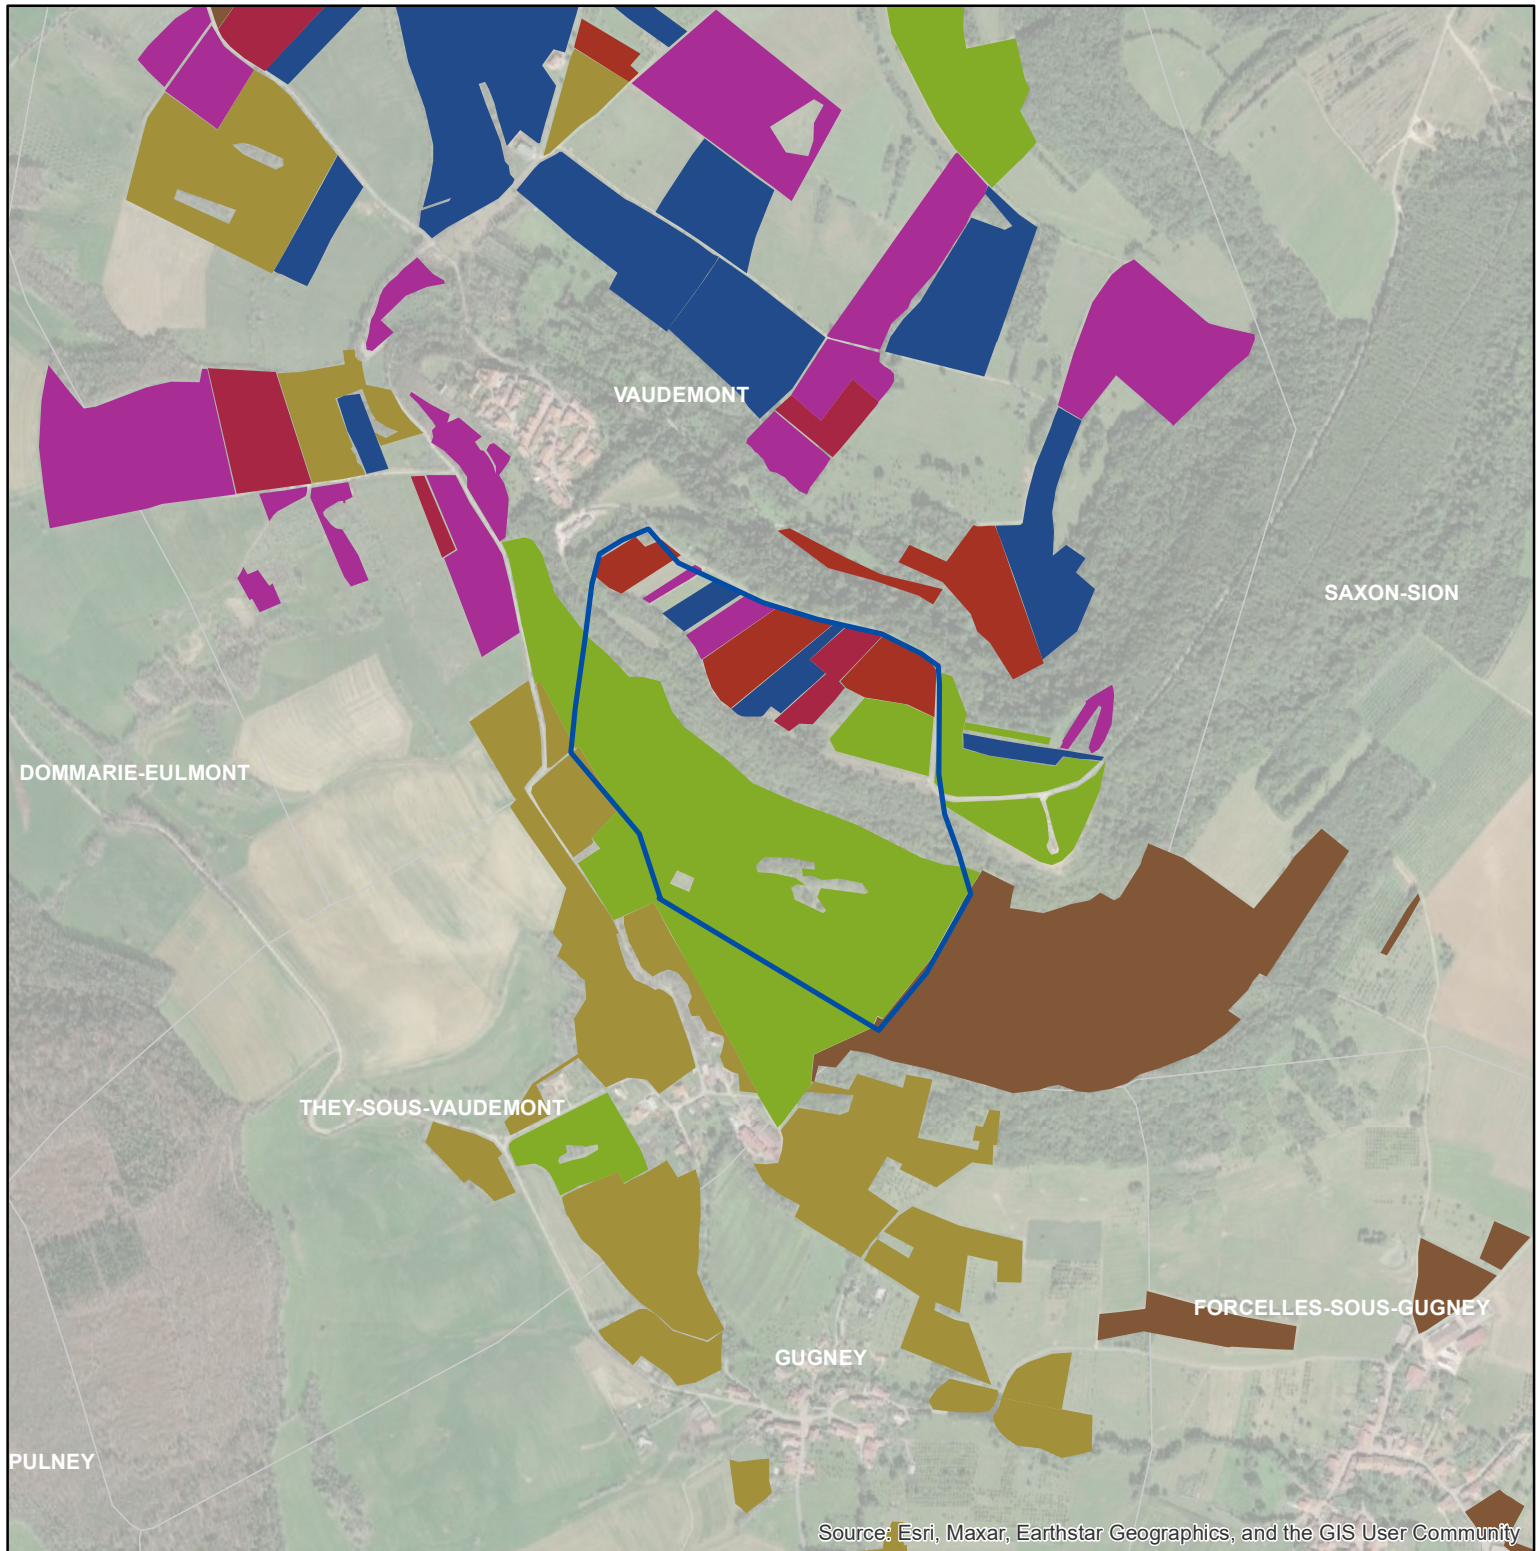 VAUDEMONT
SAXON-SION
DOMMARIE-EULMONT
THEY-SOUS-VAUDEMONT
FORCELLES-SOUS-GUGNEY
GUGNEY
PULNEY
Source: Esri, Maxar, Earthstar Geographics, and the GIS User Community